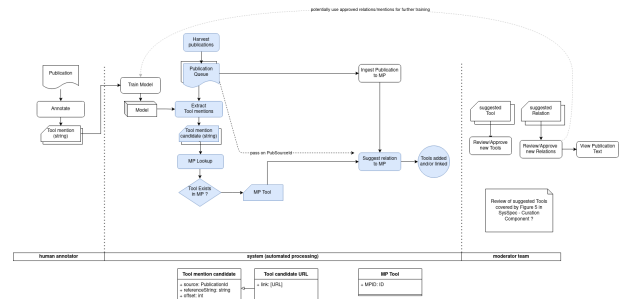 potentially use approved relations/mentions for further training
Harvest
publications
Publication
Publication
Queue
Ingest Publication
to MP
Train Model
Annotate
Model
Extract
Tool mentions
suggested
Tool
suggested
Relation
Tool mention
(string)
Tool mention
candidate (string)
Review/Approve
new Tools
Review/Approve
new Relations
View Publication
Text
pass on PubSourceId
MP Lookup
Suggest relation
to MP
Tools added
and/or linked
Tool Exists
in MP ?
MP Tool
Review of suggested Tools
covered by Figure 5 in
SysSpec - Curation
Component ?
human annotator
system (automated processing)
moderator team
Tool mention candidate
+ source: PublicationId
+ referenceString: string
+ offset: int
Tool candidate URL
+ link: [URL]
MP Tool
+ MPID: ID